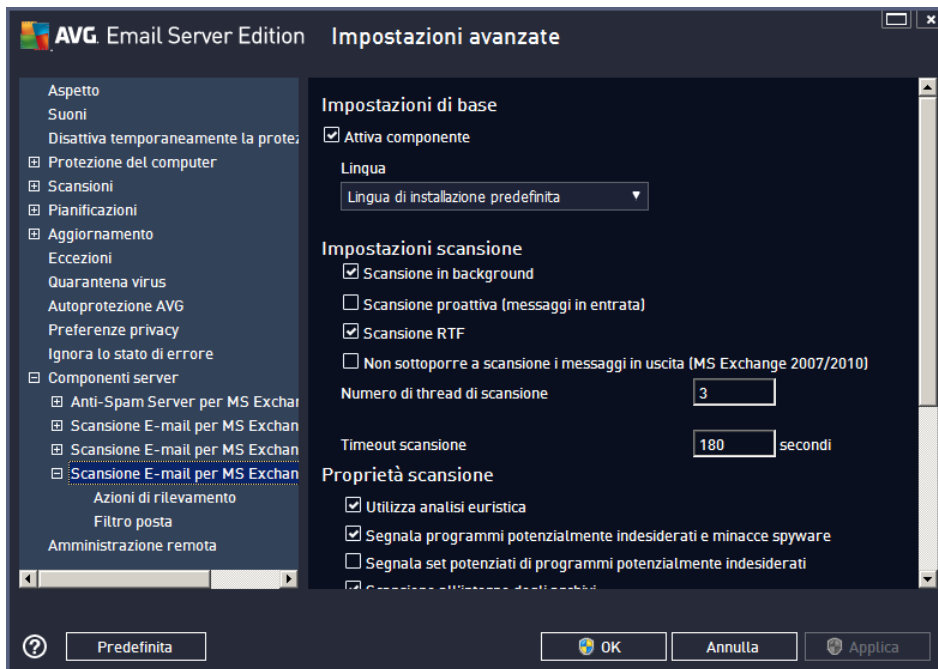 AVG. Email Server Edition Impostazioni avanzate
Aspetto
Suoni
Disattiva temporaneamente la protez
Protezione del computer
Scansioni
Pianificazioni
Aggiornamento
Eccezioni
Quarantena virus
Autoprotezione AVG
Preferenze privacy
Ignora lo stato di errore
Componenti server
Anti-Spam Server per MS Exchan
Scansione E-mail per MS Exchan
Scansione E-mail per MS Exchan
Scansione E-mail per MS Exchan
Azioni di rilevamento
Filtro posta
Amministrazione remota
Impostazioni di base
Attiva componente
Lingua
Lingua di installazione predefinita
Impostazioni scansione
Scansione in background
Scansione proattiva (messaggi in entrata)
Scansione RTF
Non sottoporre a scansione i messaggi in uscita (MS Exchange 2007/2010)
Numero di thread di scansione 3
Timeout scansione 180 secondi
Proprietà scansione
Utilizza analisi euristica
Segnala programmi potenzialmente indesiderati e minacce spyware
Segnala set potenziati di programmi potenzialmente indesiderati
Scansione all'interno degli archivi
Predefinita
OK
Annulla
Applica